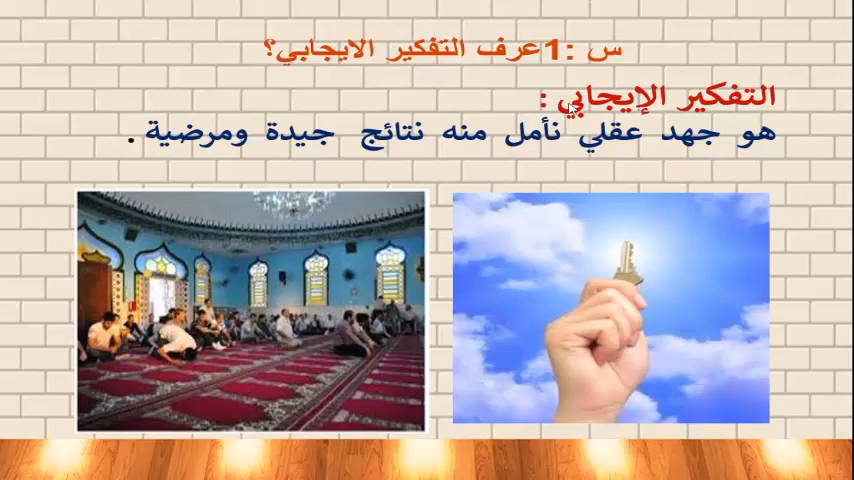 س :1عرف التفكير الايجابي؟
التفكير الإيجابي :
هو جهد عقلي نأمل منه نتائج جيدة ومرضية .